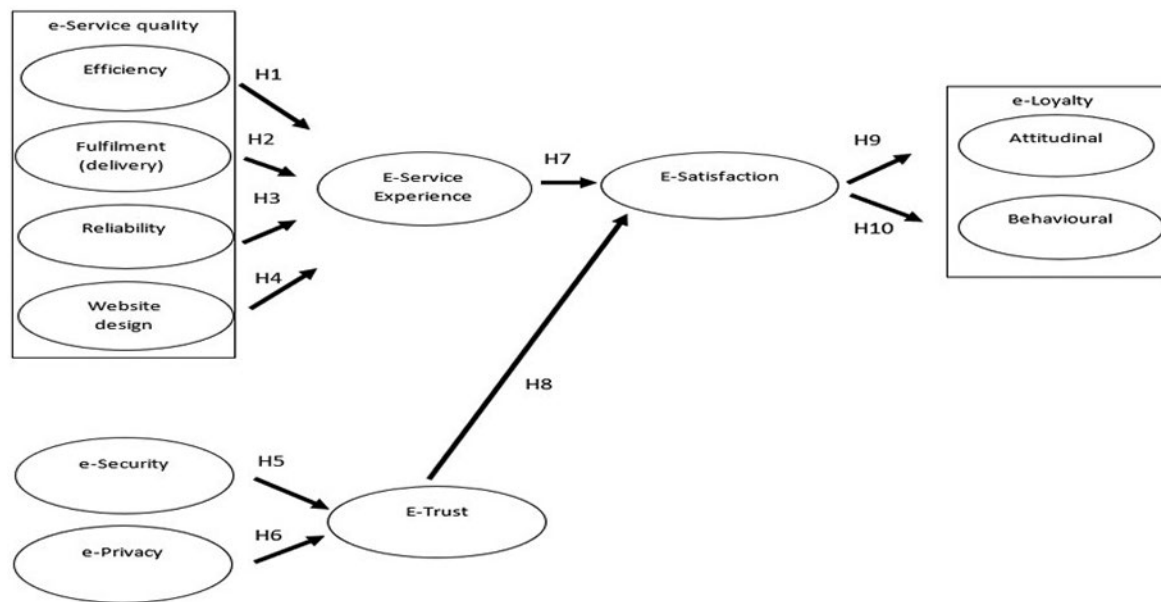 e-Service quality
Efficiency
H1
Fulfilment
(delivery)
H2
Reliability
H3
Website
design
H4
E-Service
Experience
H7
E-Satisfaction
H9
H10
e-Loyalty
Attitudinal
Behavioural
H8
e-Security
H5
e-Privacy
H6
E-Trust